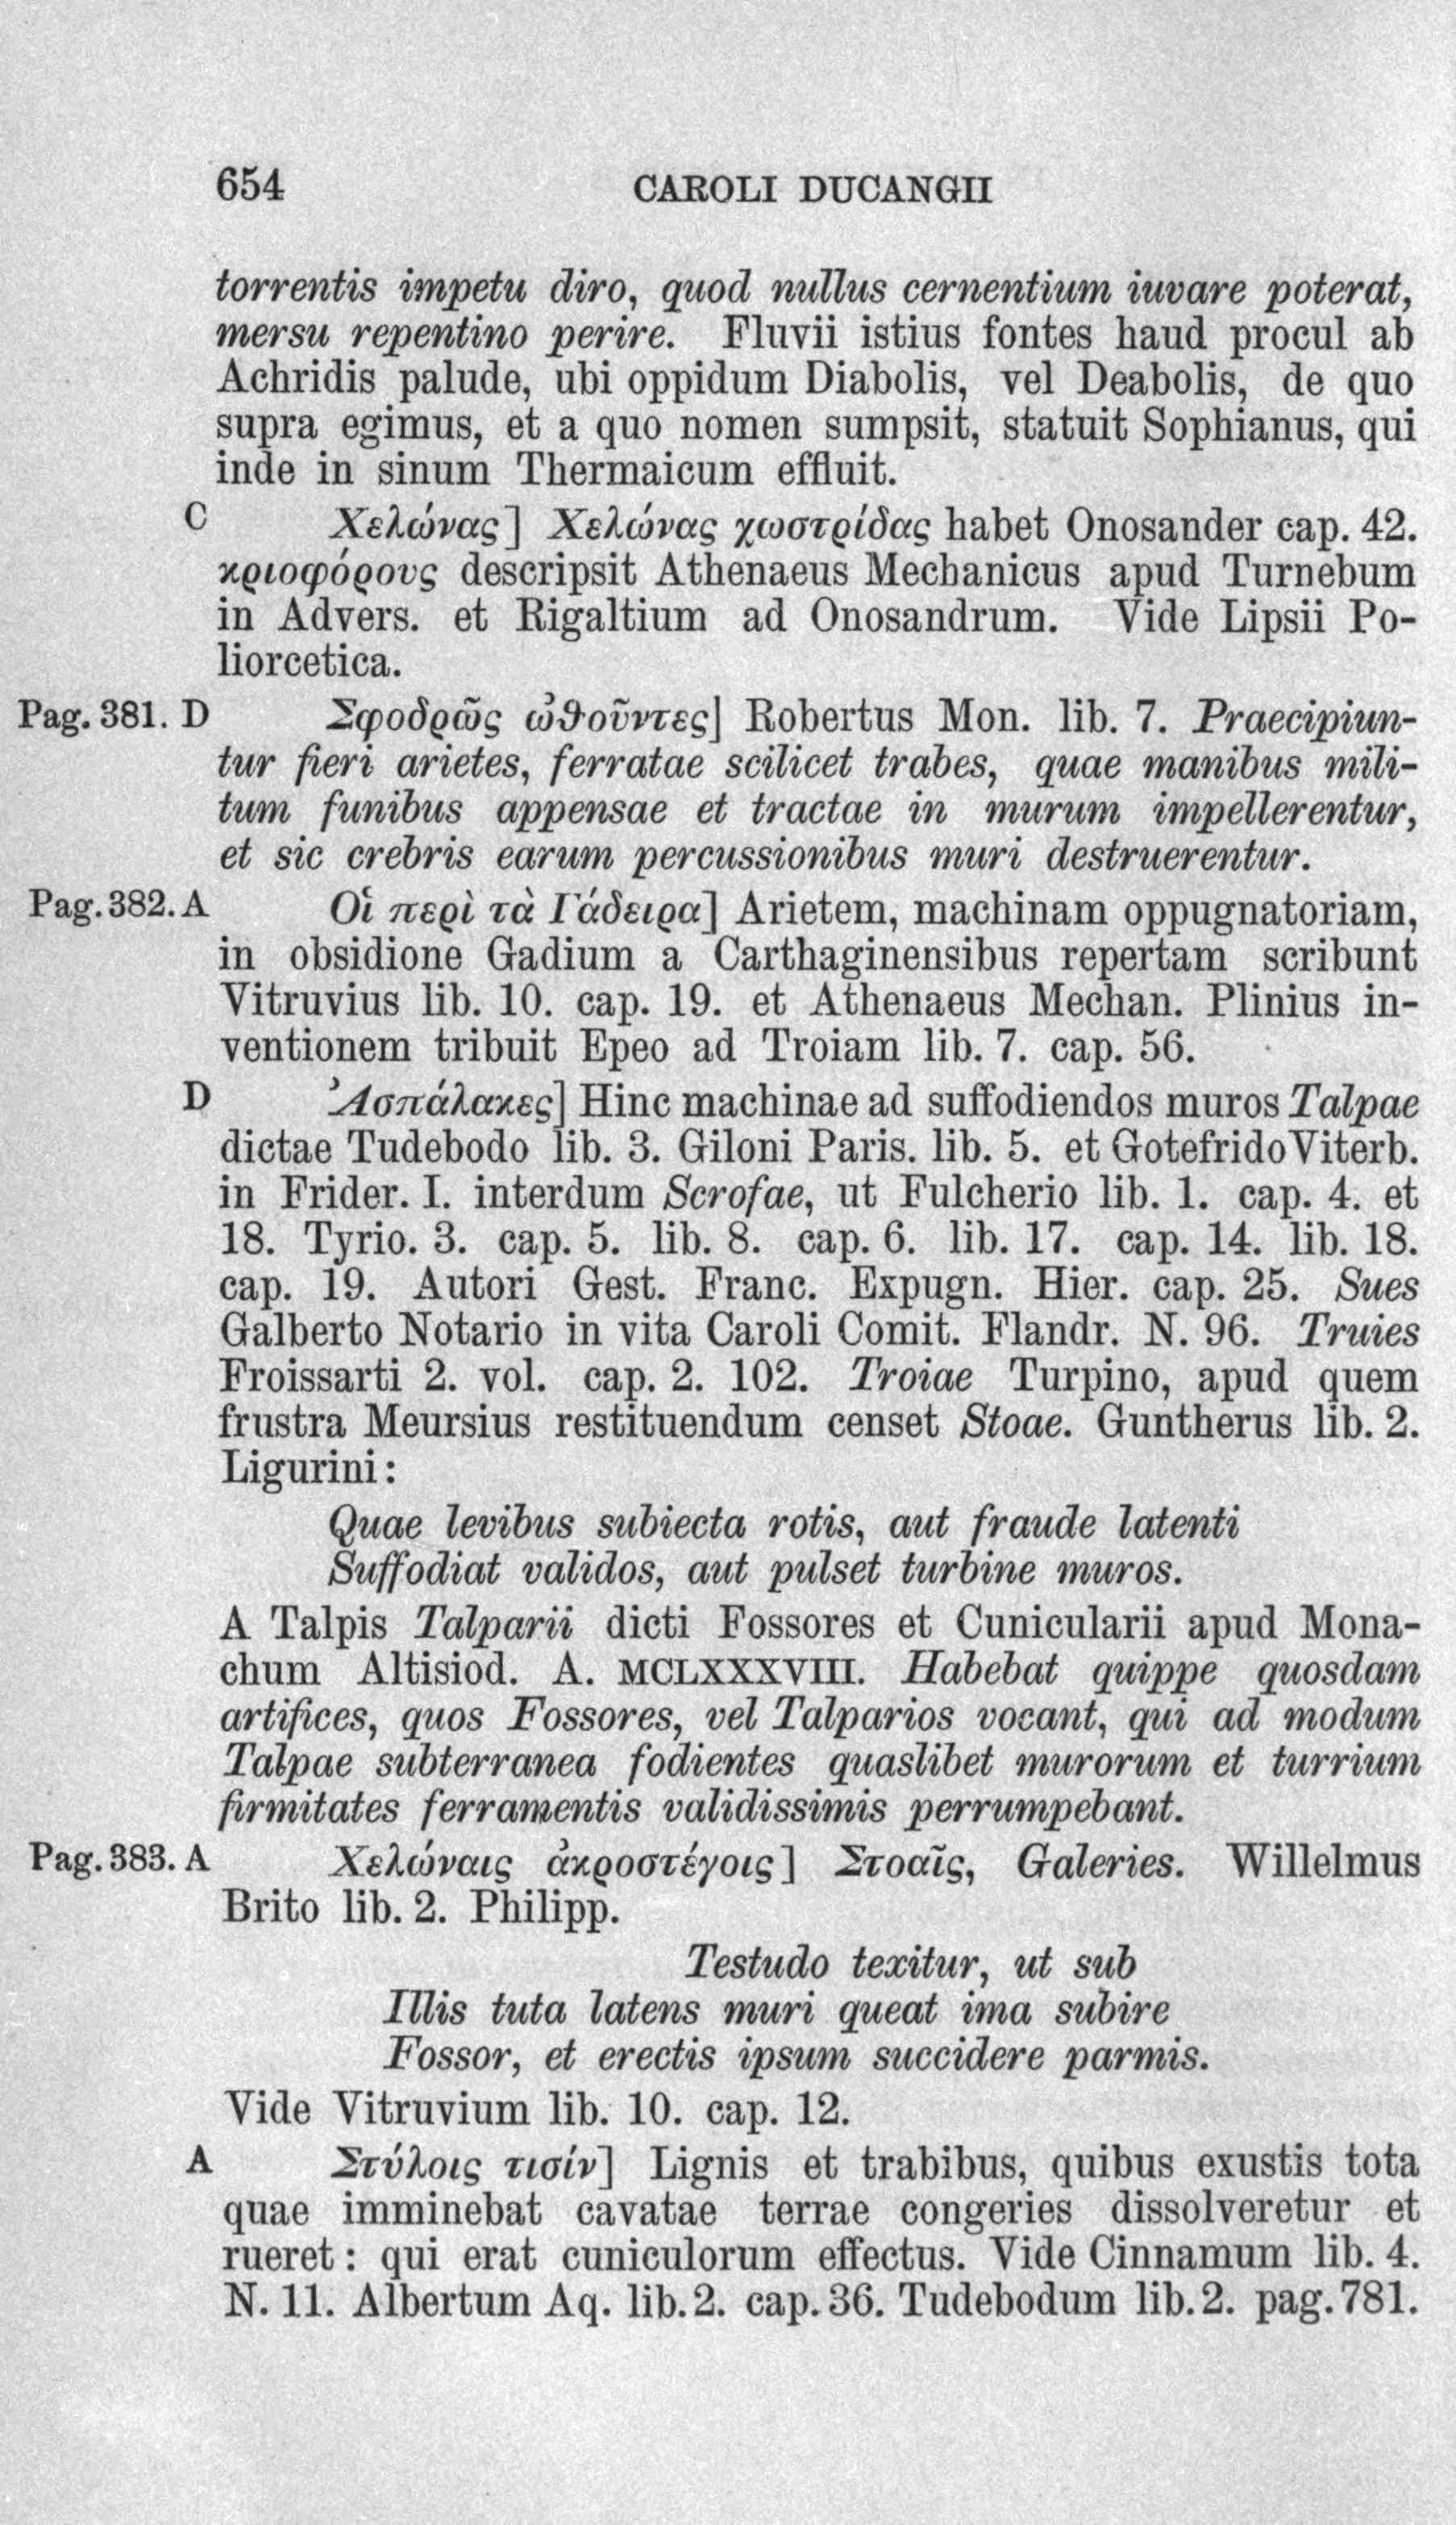 654 CAROLI DUCANGII
torrentis impetu diro, quod nullus cernentium iuvare poterat,
mersu repentino perire. Fluvii istius fontes haud procul ab
Achridis palude, ubi oppidum Diabolis, vel Deabolis, de quo
supra egimus, et a quo nomen sumpsit, statuit Sophianus, qui
inde in sinum Thermaicum effluit.
C Χελώνας] Χελώνας χωστρίδας habet Onosander cap. 42.
κριοφόρους descripsit Athenaeus Mechanicus apud Turnebum
in Advers. et Rigaltium ad Onosandrum. Vide Lipsii Po-
liorcetica.
Pag. 381. D Σφοδρῶς ὠθοῦντες] Robertus Mon. lib. 7. Praecipiun-
tur fieri arietes, ferratae scilicet trabes, quae manibus mili-
tum funibus appensae et tractae in murum impellerentur,
et sic crebris earum percussionibus muri destruerentur.
Pag. 382. A Οἱ περὶ τὰ Γάδειρα] Arietem, machinam oppugnatoriam,
in obsidione Gadium a Carthaginensibus repertam scribunt
Vitruvius lib. 10. cap. 19. et Athenaeus Mechan. Plinius in-
ventionem tribuit Epeo ad Troiam lib. 7. cap. 56.
D Ἀσπάλακες] Hinc machinae ad suffodiendos muros Talpae
dictae Tudebodo lib. 3. Giloni Paris. lib. 5. et Gotefrido Viterb.
in Frider. I. interdum Scrofae, ut Fulcherio lib. 1. cap. 4. et
18. Tyrio. 3. cap. 5. lib. 8. cap. 6. lib. 17. cap. 14. lib. 18.
cap. 19. Autori Gest. Franc. Expugn. Hier. cap. 25. Sues
Galberto Notario in vita Caroli Comit. Flandr. N. 96. Truies
Froissarti 2. vol. cap. 2. 102. Troiae Turpino, apud quem
frustra Meursius restituendum censet Stoae. Guntherus lib. 2.
Ligurini:
Quae levibus subiecta rotis, aut fraude latenti
Suffodiat validos, aut pulset turbine muros.
A Talpis Talparii dicti Fossores et Cunicularii apud Mona-
chum Altisiod. A. MCLXXXVIII. Habebat quippe quosdam
artifices, quos Fossores, vel Talparios vocant, qui ad modum
Talpae subterranea fodientes quaslibet murorum et turrium
firmitates ferramentis validissimis perrumpebant.
Pag. 383. A Χελώναις ἀκροστέγοις] Στοαῖς, Galeries. Willelmus
Brito lib. 2. Philipp.
Testudo texitur, ut sub
Illis tuta latens muri queat ima subire
Fossor, et erectis ipsum succidere parmis.
Vide Vitruvium lib. 10. cap. 12.
A Στύλοις τισίν] Lignis et trabibus, quibus exustis tota
quae imminebat cavatae terrae congeries dissolveretur et
rueret: qui erat cuniculorum effectus. Vide Cinnamum lib. 4.
N. 11. Albertum Aq. lib. 2. cap. 36. Tudebodum lib. 2. pag. 781.